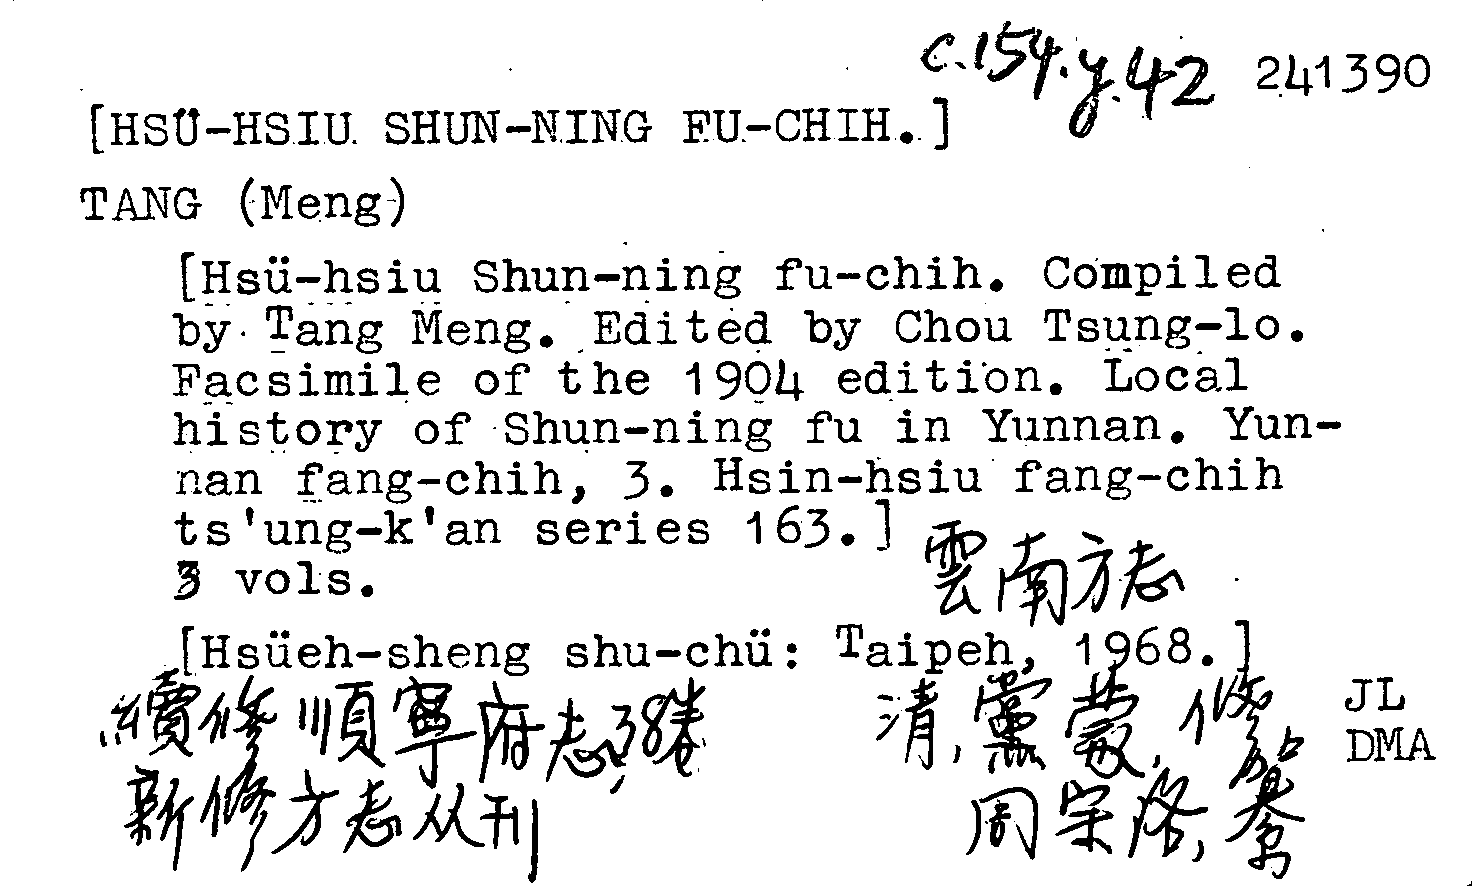 c.154.y.42 241390
[HSÜ-HSIU SHUN-NING FU-CHIH.]
TANG (Meng)
[Hsü-hsiu Shun-ning fu-chih. Compiled
by Tang Meng. Edited by Chou Tsung-lo.
Facsimile of the 1904 edition. Local
history of Shun-ning fu in Yunnan. Yun-
nan fang-chih, 3. Hsin-hsiu fang-chih
ts'ung-k'an series 163.]
3 vols.
雲南方志
[Hsüeh-sheng shu-chü: Taipeh, 1968.]
續修順寧府志,38卷 清,黨蒙,修 JL
DMA
新修方志从刊 周宗洛,纂